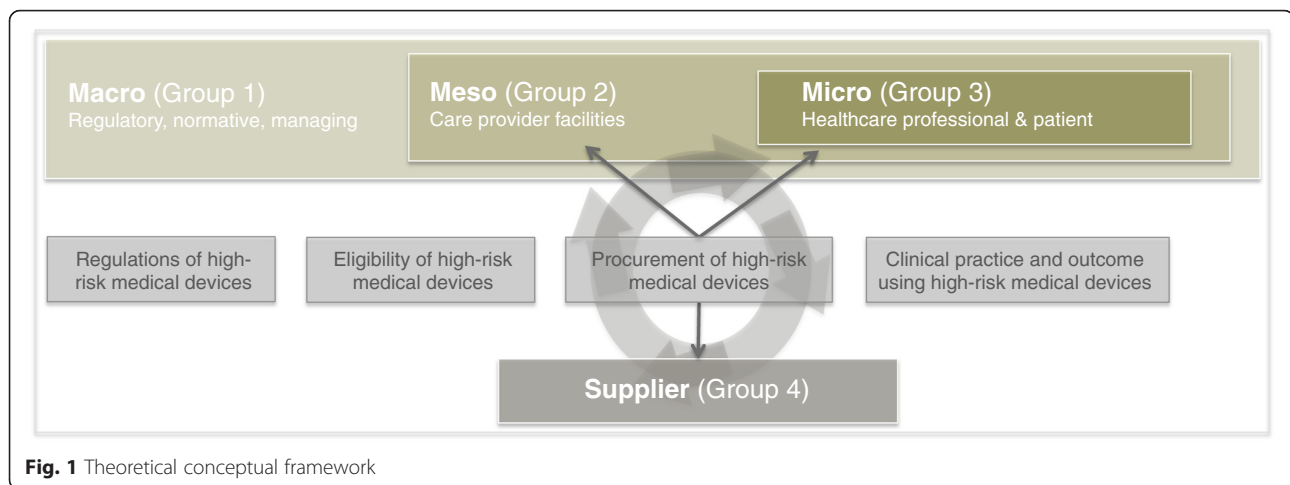 Macro (Group 1)
Regulatory, normative, managing
Meso (Group 2)
Care provider facilities
Micro (Group 3)
Healthcare professional & patient
Regulations of high-
risk medical devices
Eligibility of high-risk
medical devices
Procurement of high-risk
medical devices
Clinical practice and outcome
using high-risk medical devices
Supplier (Group 4)
Fig. 1 Theoretical conceptual framework